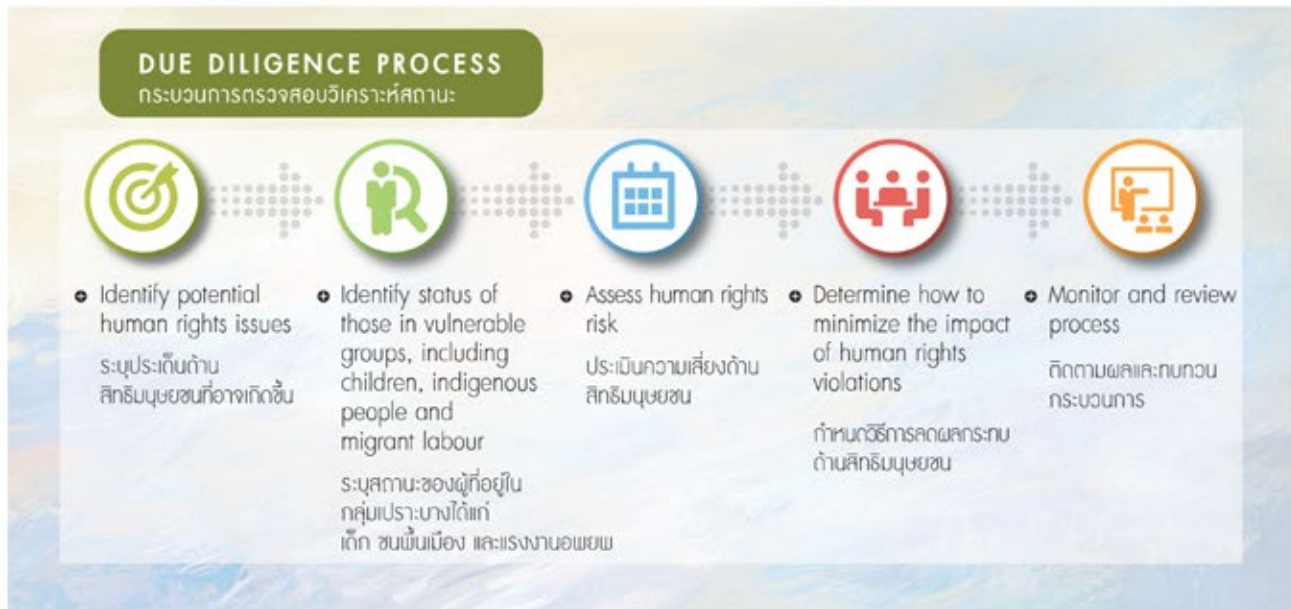 DUE DILIGENCE PROCESS
กระบวนการตรวจสอบวิเคราะห์สถานะ
Identify potential
human rights issues
ระบุประเด็นด้าน
สิทธิมนุษยชนที่อาจเกิดขึ้น
Identify status of
those in vulnerable
groups, including
children, indigenous
people and
migrant labour
ระบุสถานะของผู้ที่อยู่ใน
กลุ่มเปราะบางได้แก่
เด็ก ชนพื้นเมือง และแรงงานอพยพ
Assess human rights
risk
ประเมินความเสี่ยงด้าน
สิทธิมนุษยชน
Determine how to
minimize the impact
of human rights
violations
กำหนดวิธีการลดผลกระทบ
ด้านสิทธิมนุษยชน
Monitor and review
process
ติดตามผลและทบทวน
กระบวนการ